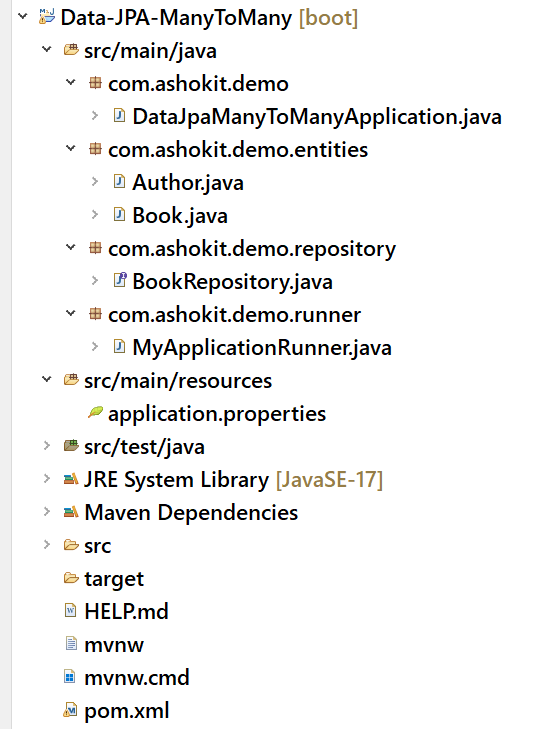 Data-JPA-ManyToMany [boot]
src/main/java
com.ashokit.demo
DataJpaManyToManyApplication.java
com.ashokit.demo.entities
Author.java
Book.java
com.ashokit.demo.repository
BookRepository.java
com.ashokit.demo.runner
MyApplicationRunner.java
src/main/resources
application.properties
src/test/java
JRE System Library [JavaSE-17]
Maven Dependencies
src
target
HELP.md
mvnw
mvnw.cmd
pom.xml